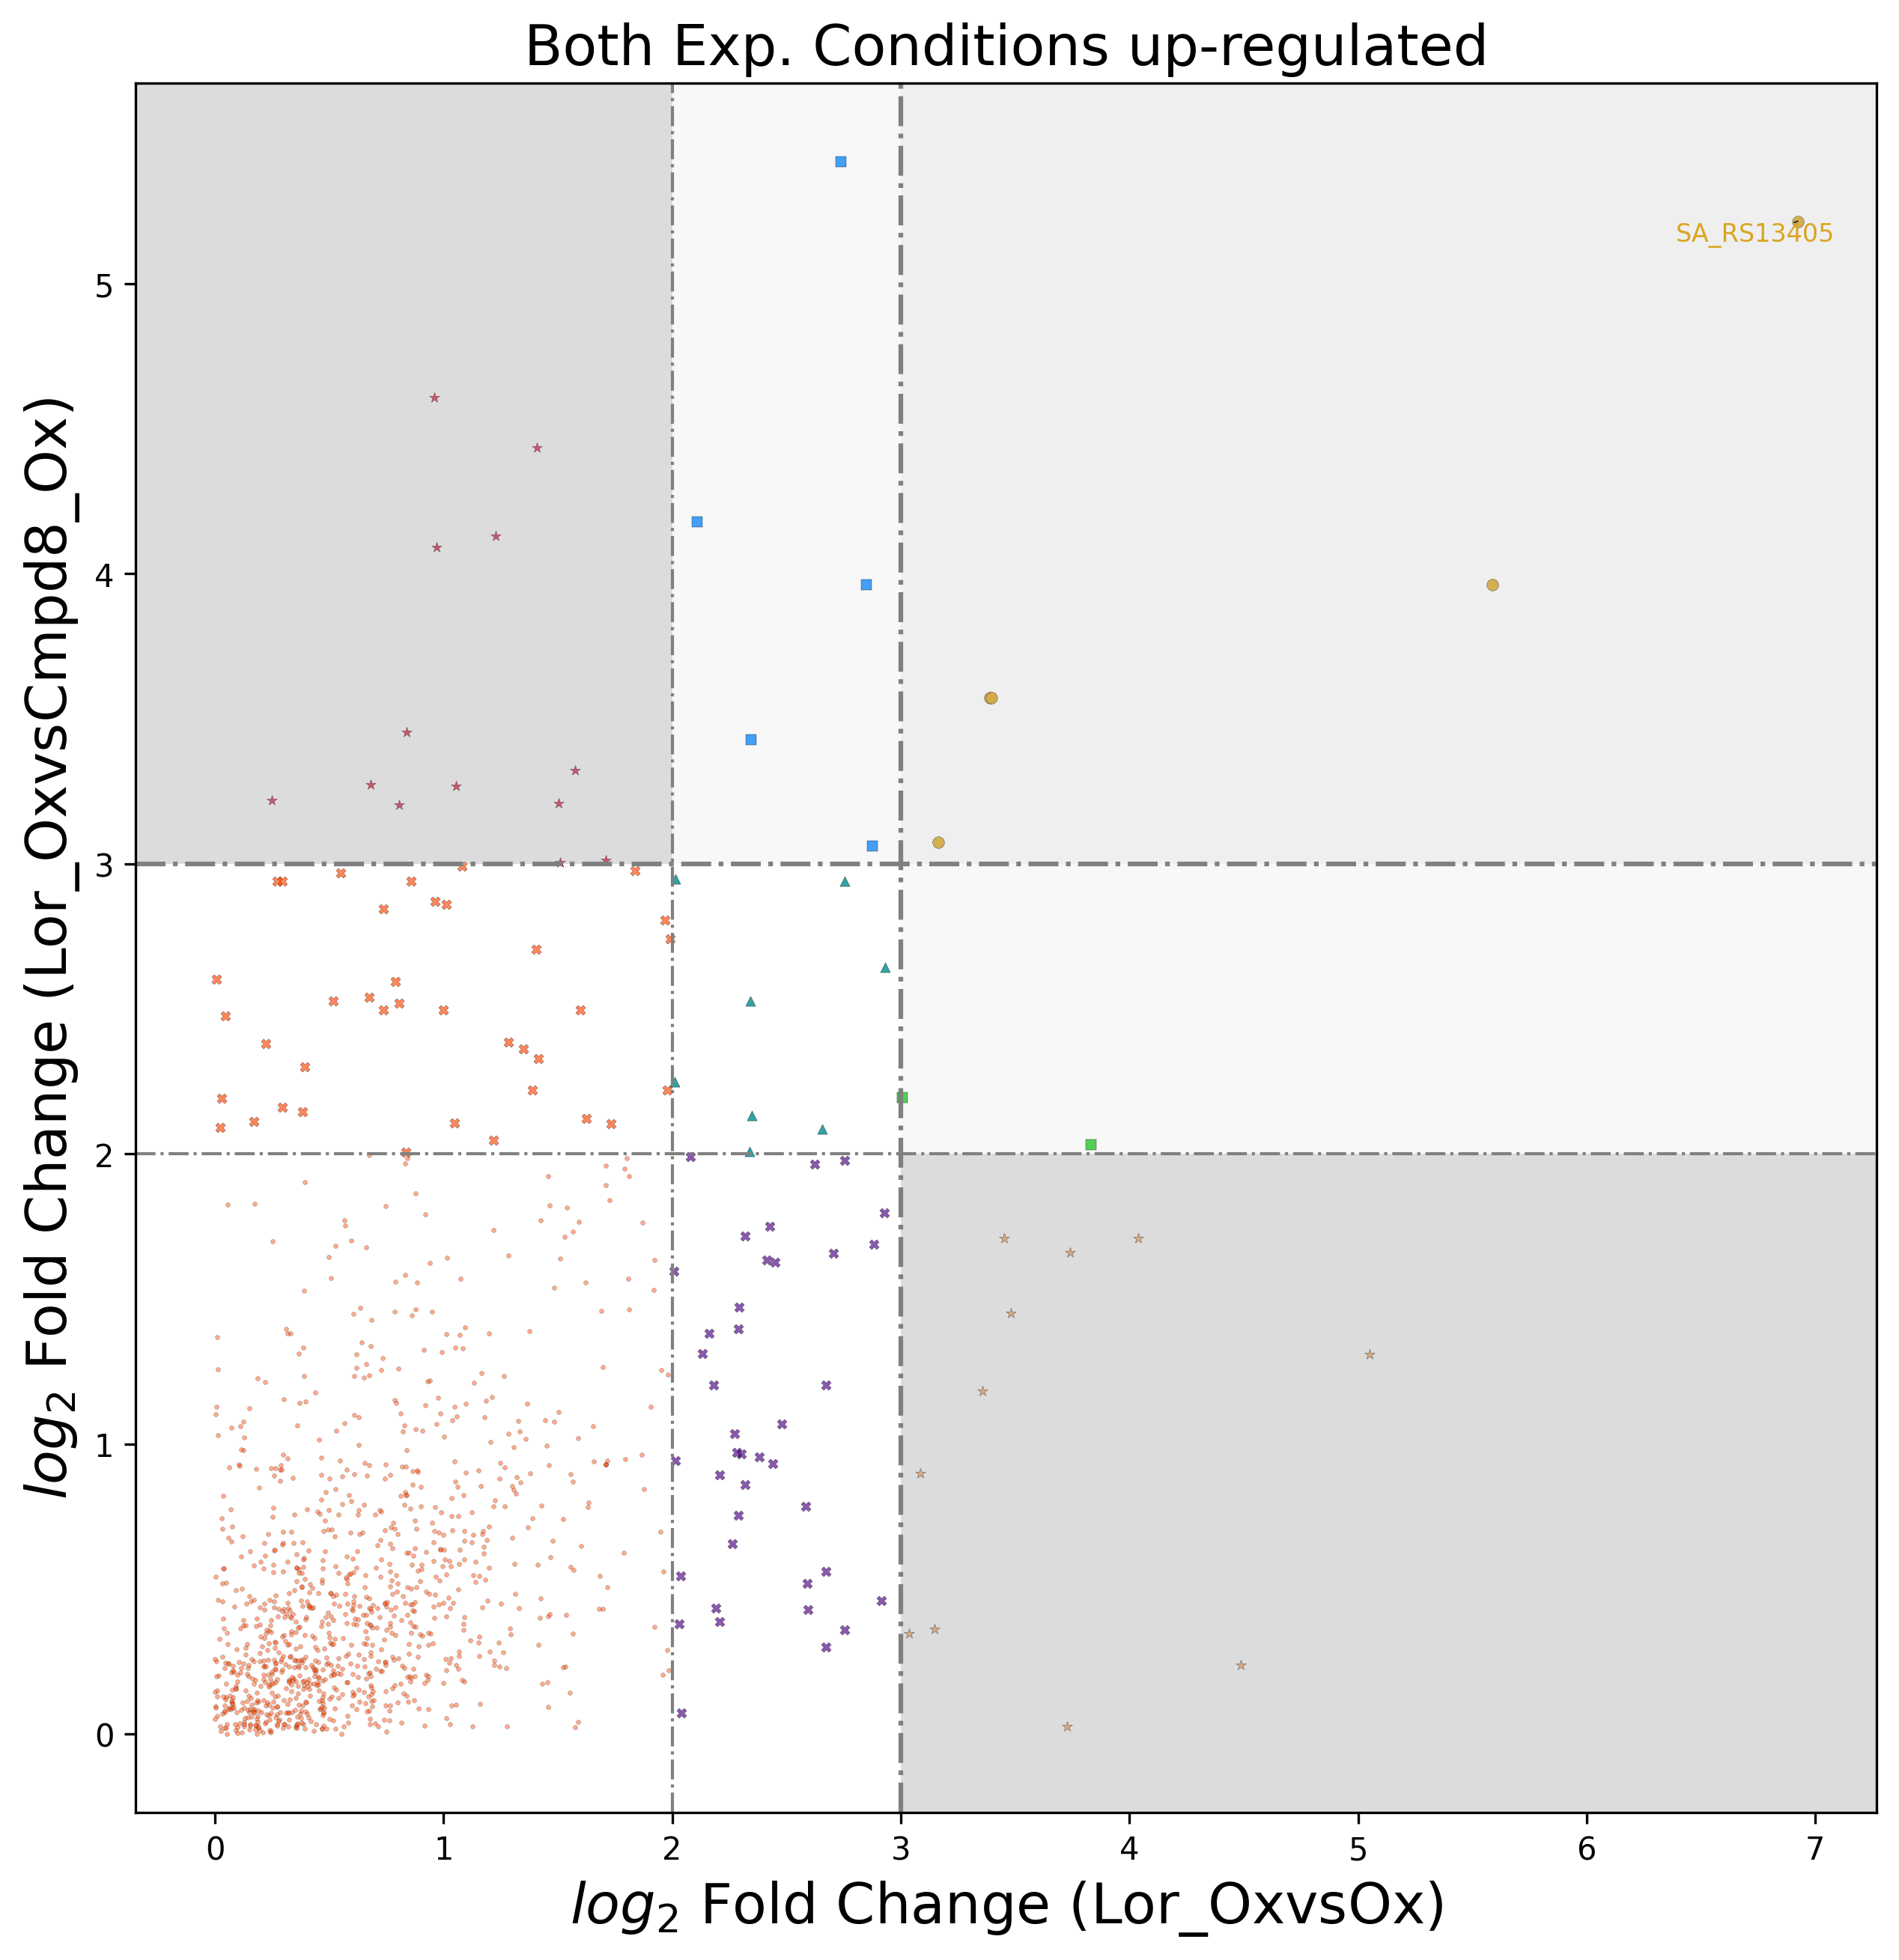 Both Exp. Conditions up-regulated
log2 Fold Change (Lor_OxvsCmpd8_Ox)
5
4
3
2
1
0
SA_RS13405
0 1 2 3 4 5 6 7
log2 Fold Change (Lor_OxvsOx)